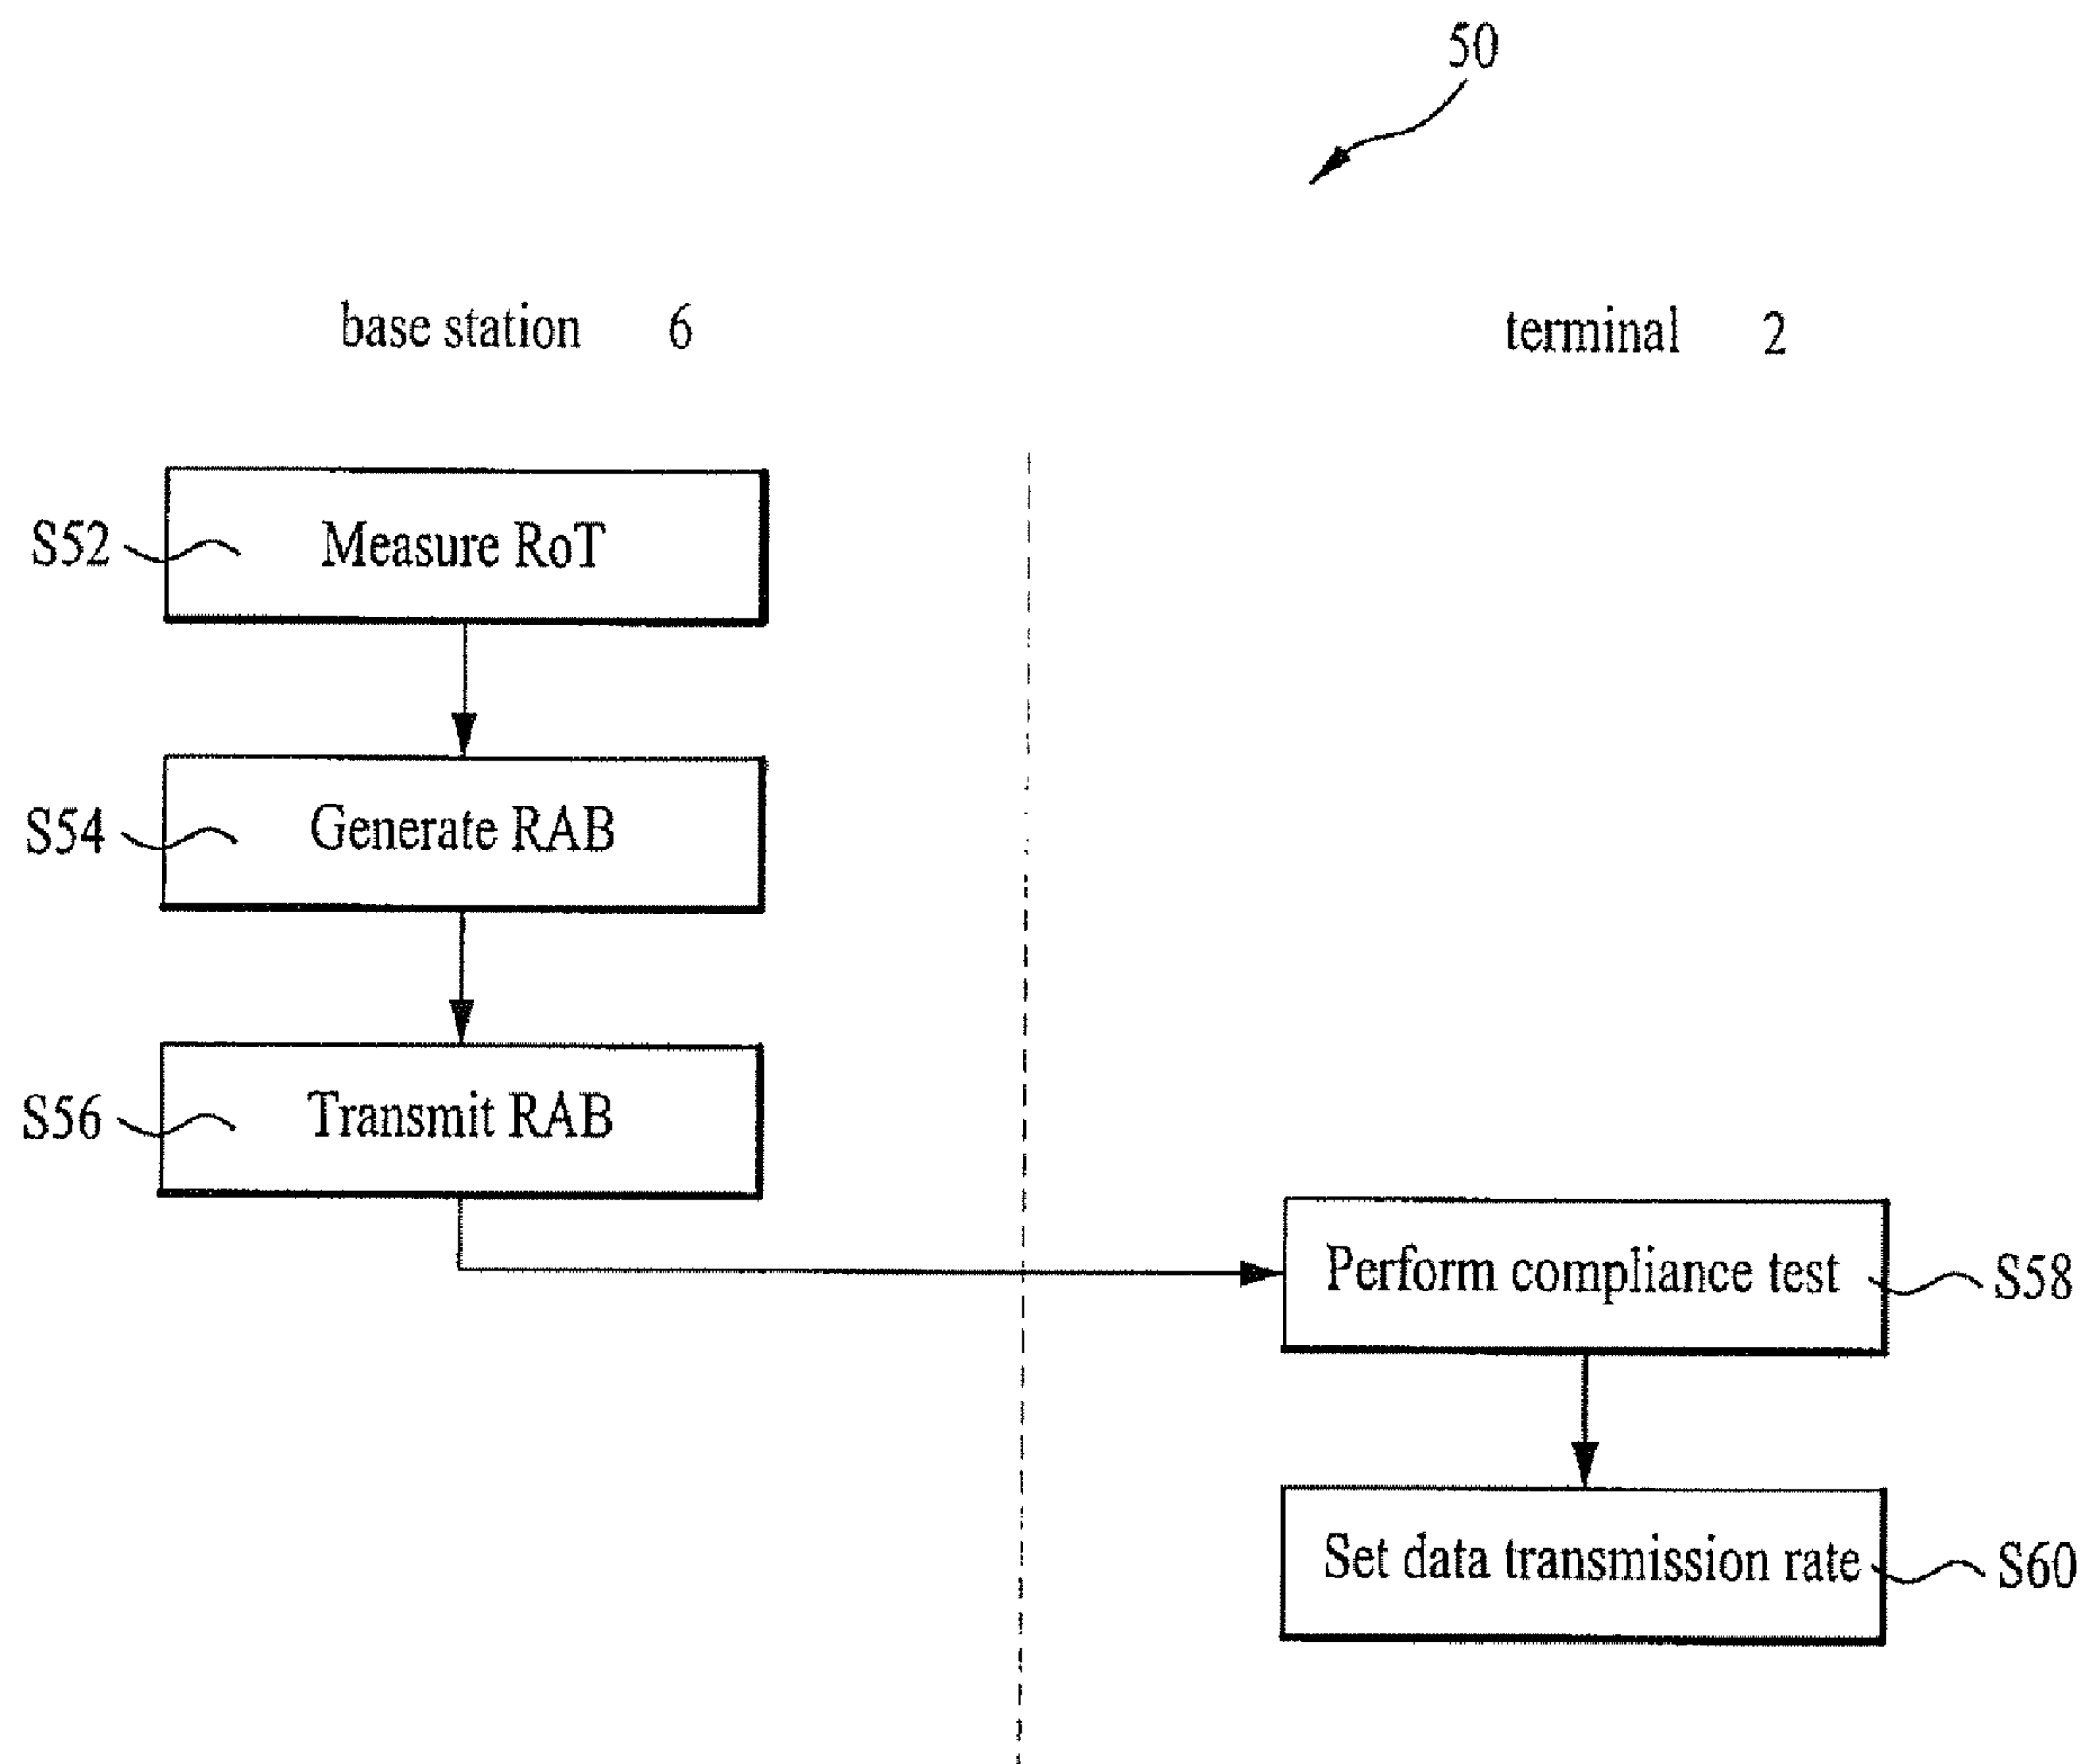 50
base station 6
terminal 2
S52
Measure RoT
S54
Generate RAB
S56
Transmit RAB
Perform compliance test
S58
Set data transmission rate
S60